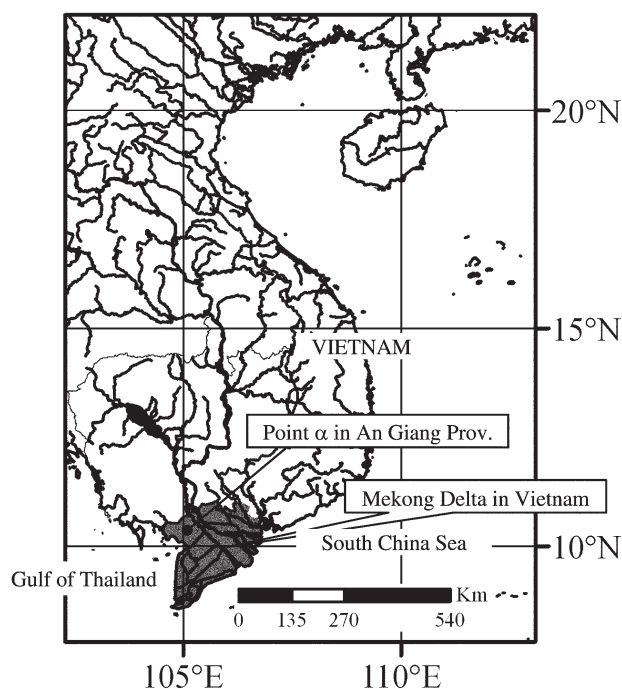 20°N
15°N
VIETNAM
Point α in An Giang Prov.
Mekong Delta in Vietnam
South China Sea
10°N
Gulf of Thailand
Km
0 135 270 540
105°E 110°E